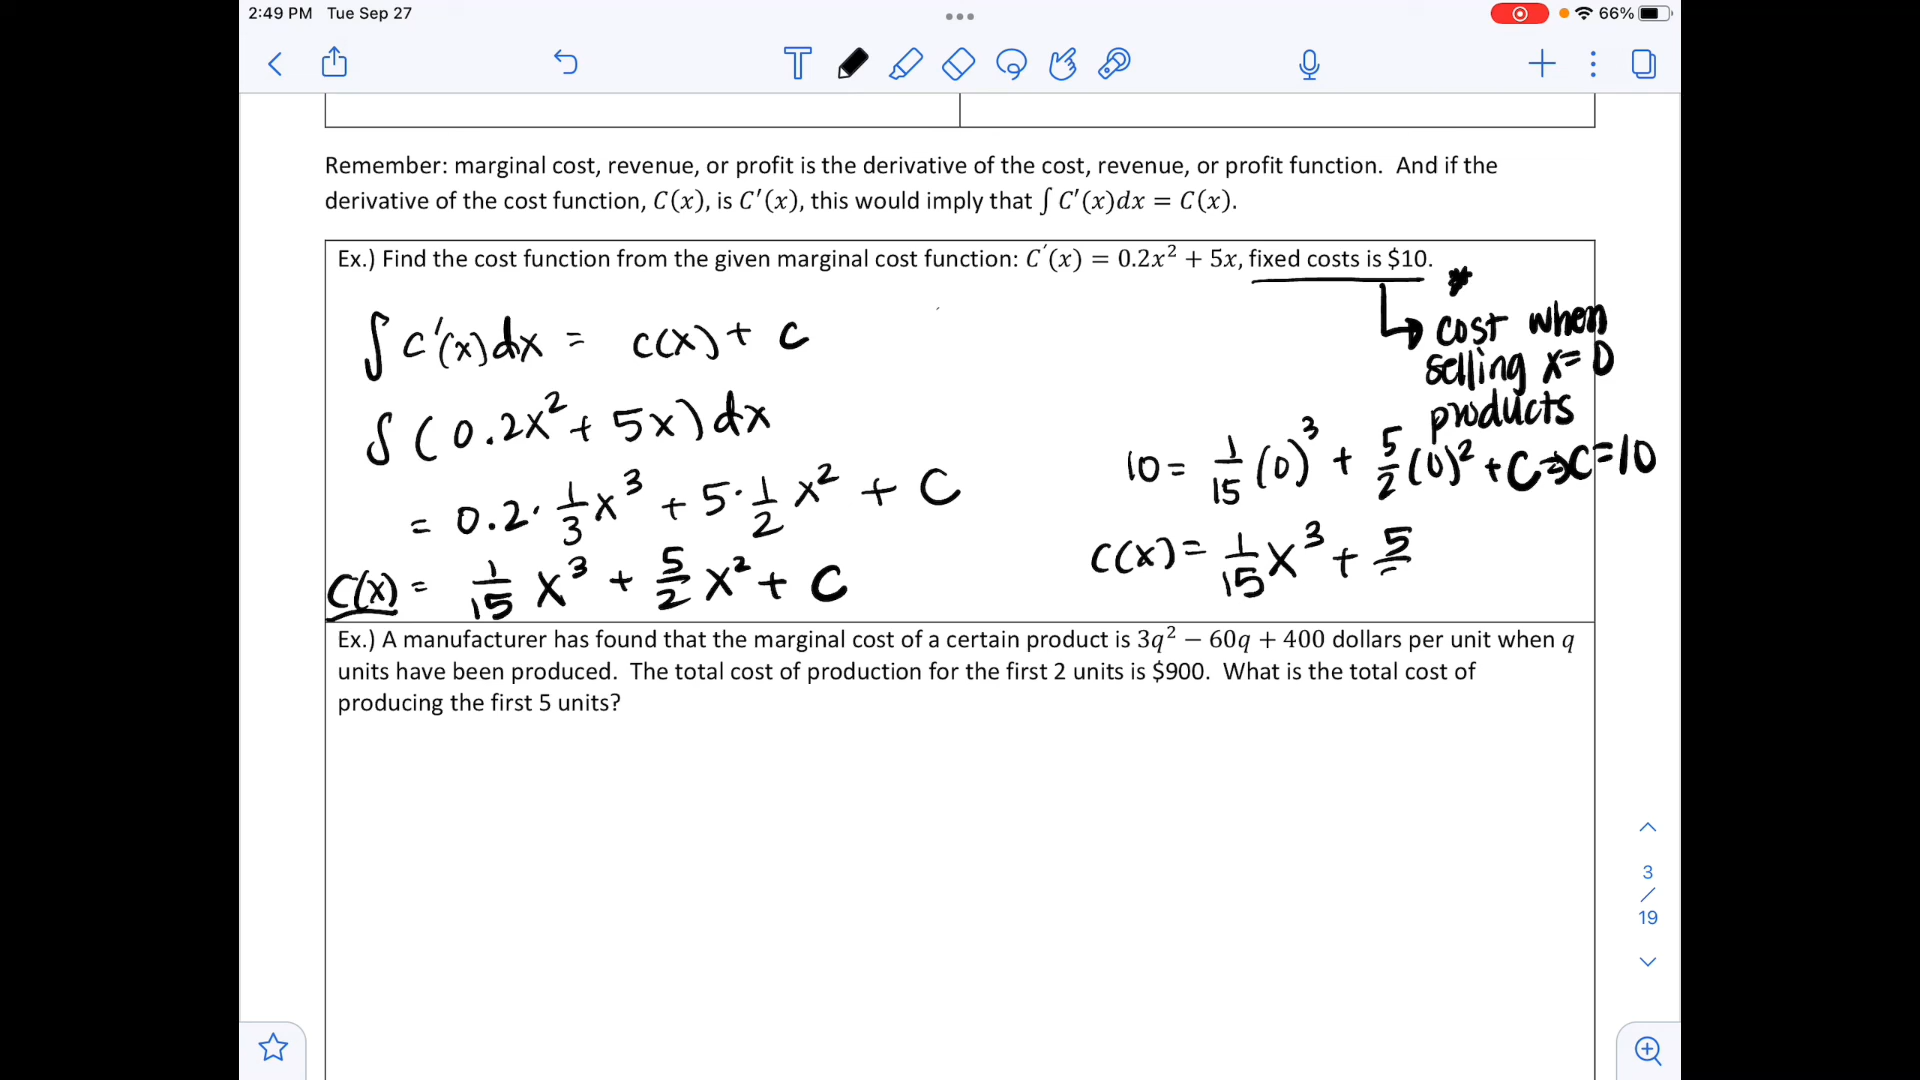 2:49 PM Tue Sep 27
66%
Remember: marginal cost, revenue, or profit is the derivative of the cost, revenue, or profit function. And if the
derivative of the cost function, C(x), is C′(x), this would imply that ∫ C′(x)dx = C(x).
Ex.) Find the cost function from the given marginal cost function: C′(x) = 0.2x² + 5x, fixed costs is $10.
∫ C'(x)dx = C(x) + C
∫ (0.2x² + 5x) dx
= 0.2 · 1/3 x³ + 5 · 1/2 x² + C
C(x) = 1/15 x³ + 5/2 x² + C
* cost when
selling x = 0
products
10 = 1/15 (0)³ + 5/2 (0)² + C ⇒ C = 10
C(x) = 1/15 x³ + 5
Ex.) A manufacturer has found that the marginal cost of a certain product is 3q² − 60q + 400 dollars per unit when q
units have been produced. The total cost of production for the first 2 units is $900. What is the total cost of
producing the first 5 units?
3
/
19